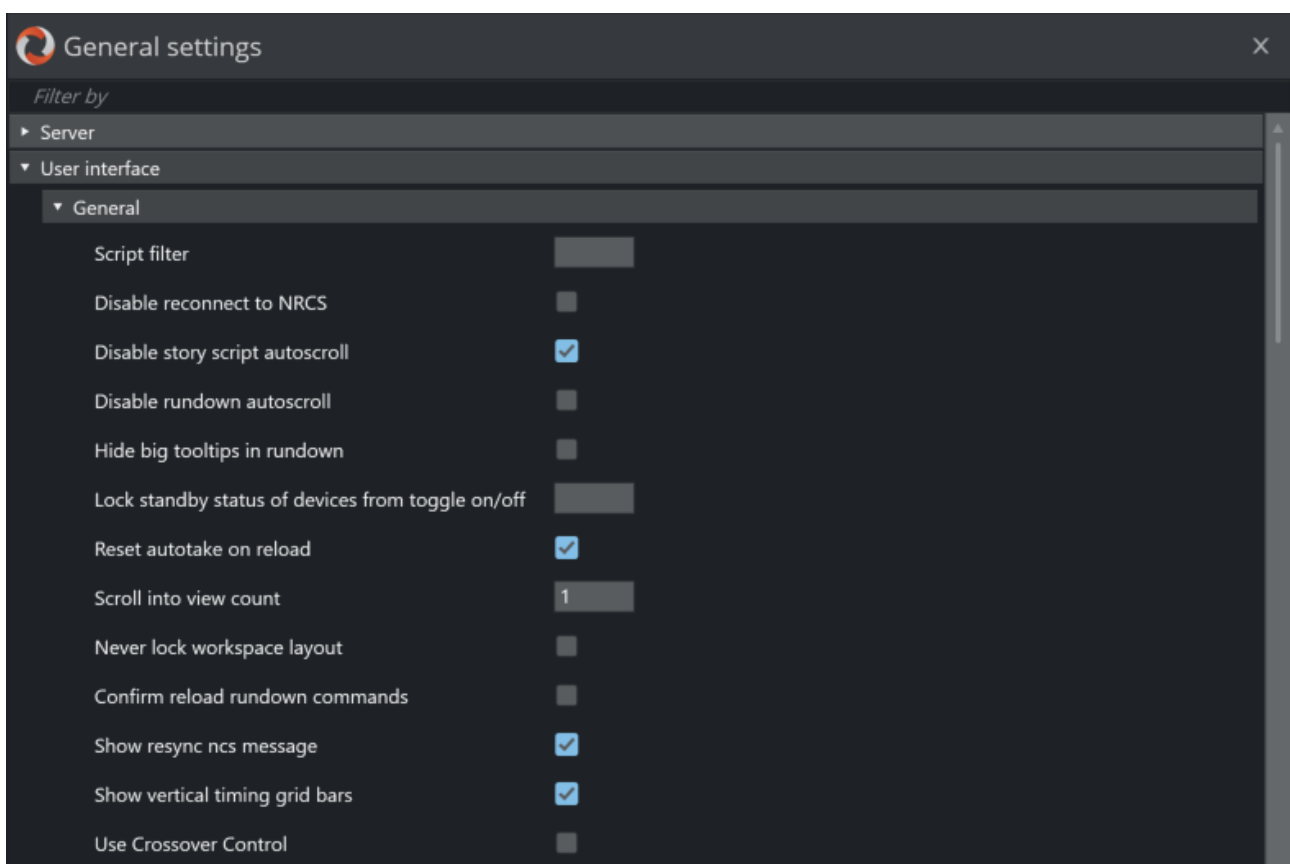 General settings
Filter by
Server
User interface
General
Script filter
Disable reconnect to NRCS
Disable story script autoscroll
Disable rundown autoscroll
Hide big tooltips in rundown
Lock standby status of devices from toggle on/off
Reset autotake on reload
Scroll into view count 1
Never lock workspace layout
Confirm reload rundown commands
Show resync ncs message
Show vertical timing grid bars
Use Crossover Control